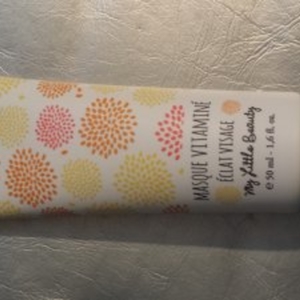 MASQUE VITAMINÉ
ÉCLAT VISAGE
My Little Beauty
℮ 50 ml - 1,6 fl. oz.